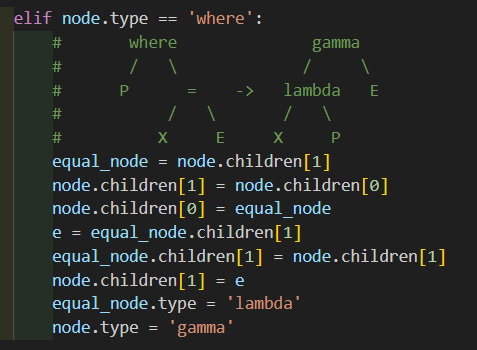 elif node.type == 'where':
    #       where                 gamma
    #       /   \                /     \
    #      P      =    ->   lambda   E
    #           /   \       /   \
    #          X     E     X     P
    equal_node = node.children[1]
    node.children[1] = node.children[0]
    node.children[0] = equal_node
    e = equal_node.children[1]
    equal_node.children[1] = node.children[1]
    node.children[1] = e
    equal_node.type = 'lambda'
    node.type = 'gamma'